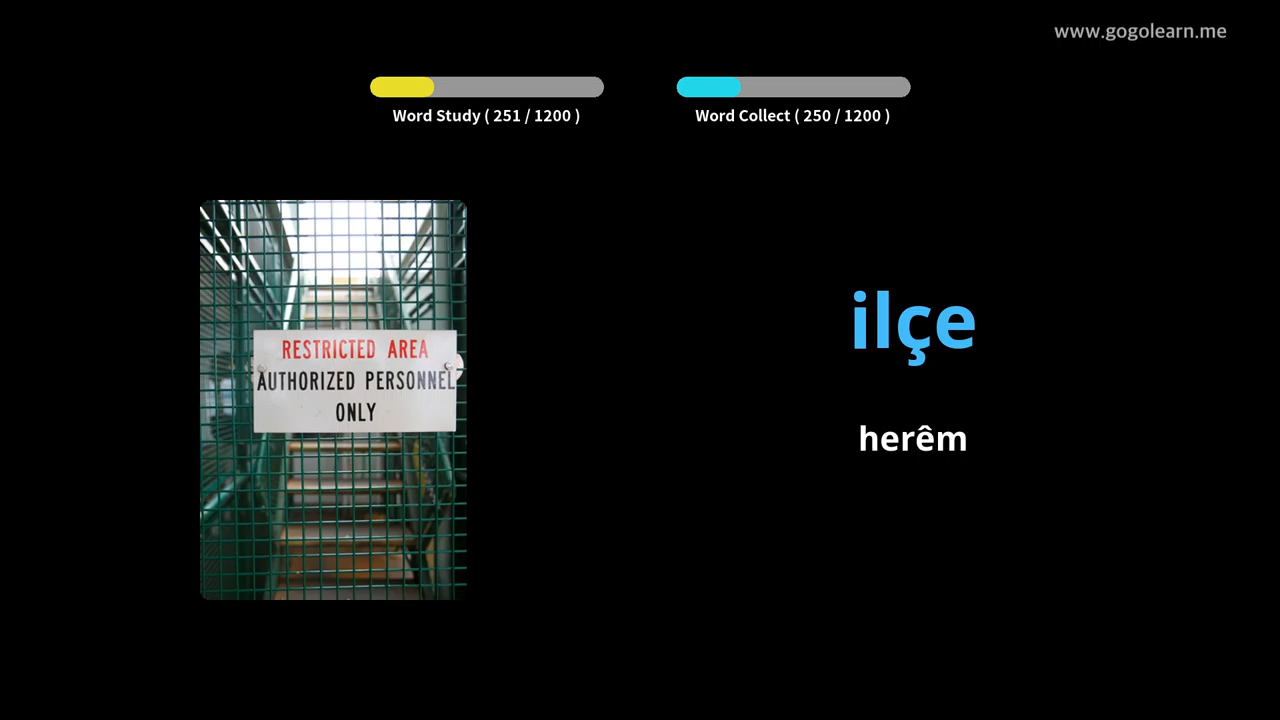 www.gogolearn.me
Word Study ( 251 / 1200 )
Word Collect ( 250 / 1200 )
RESTRICTED AREA
AUTHORIZED PERSONNEL
ONLY
ilçe
herêm